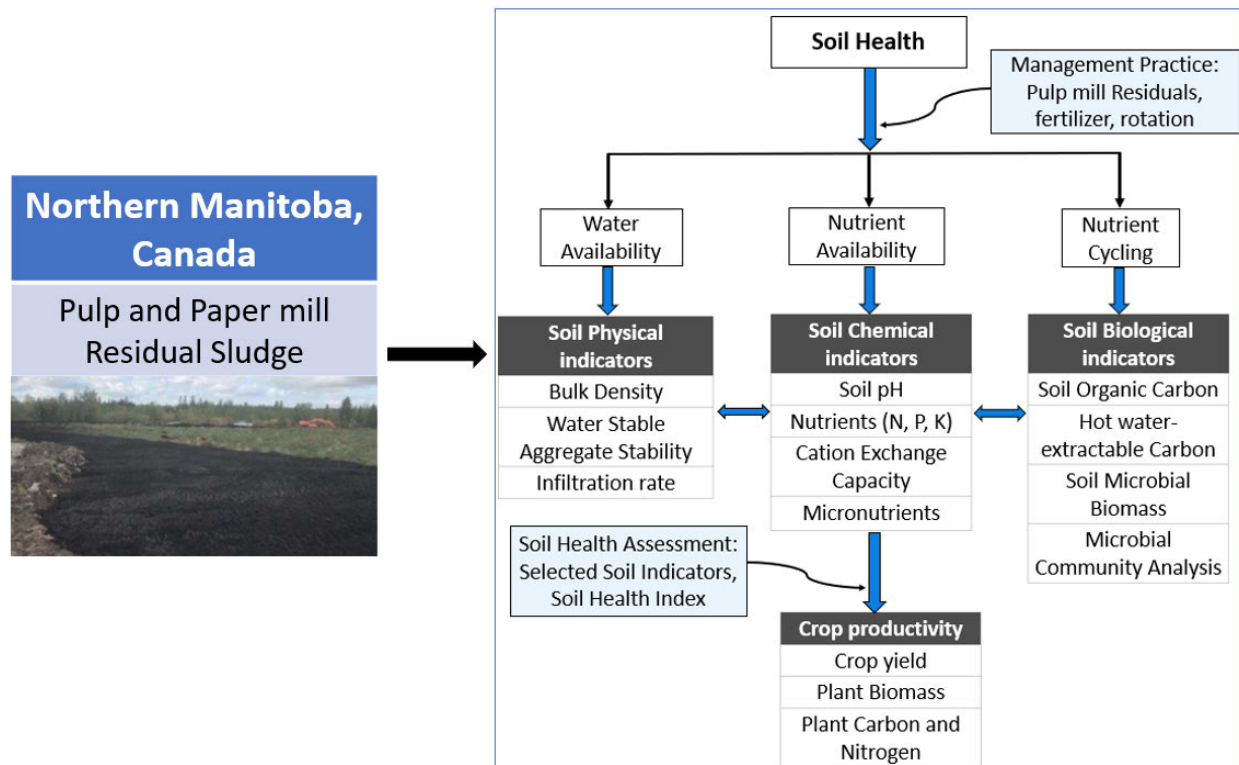 Northern Manitoba,
Canada
Pulp and Paper mill
Residual Sludge
Soil Health
Management Practice:
Pulp mill Residuals,
fertilizer, rotation
Water
Availability
Nutrient
Availability
Nutrient
Cycling
Soil Physical
indicators
Bulk Density
Water Stable
Aggregate Stability
Infiltration rate
Soil Chemical
indicators
Soil pH
Nutrients (N, P, K)
Cation Exchange
Capacity
Micronutrients
Soil Biological
indicators
Soil Organic Carbon
Hot water-
extractable Carbon
Soil Microbial
Biomass
Microbial
Community Analysis
Soil Health Assessment:
Selected Soil Indicators,
Soil Health Index
Crop productivity
Crop yield
Plant Biomass
Plant Carbon and
Nitrogen